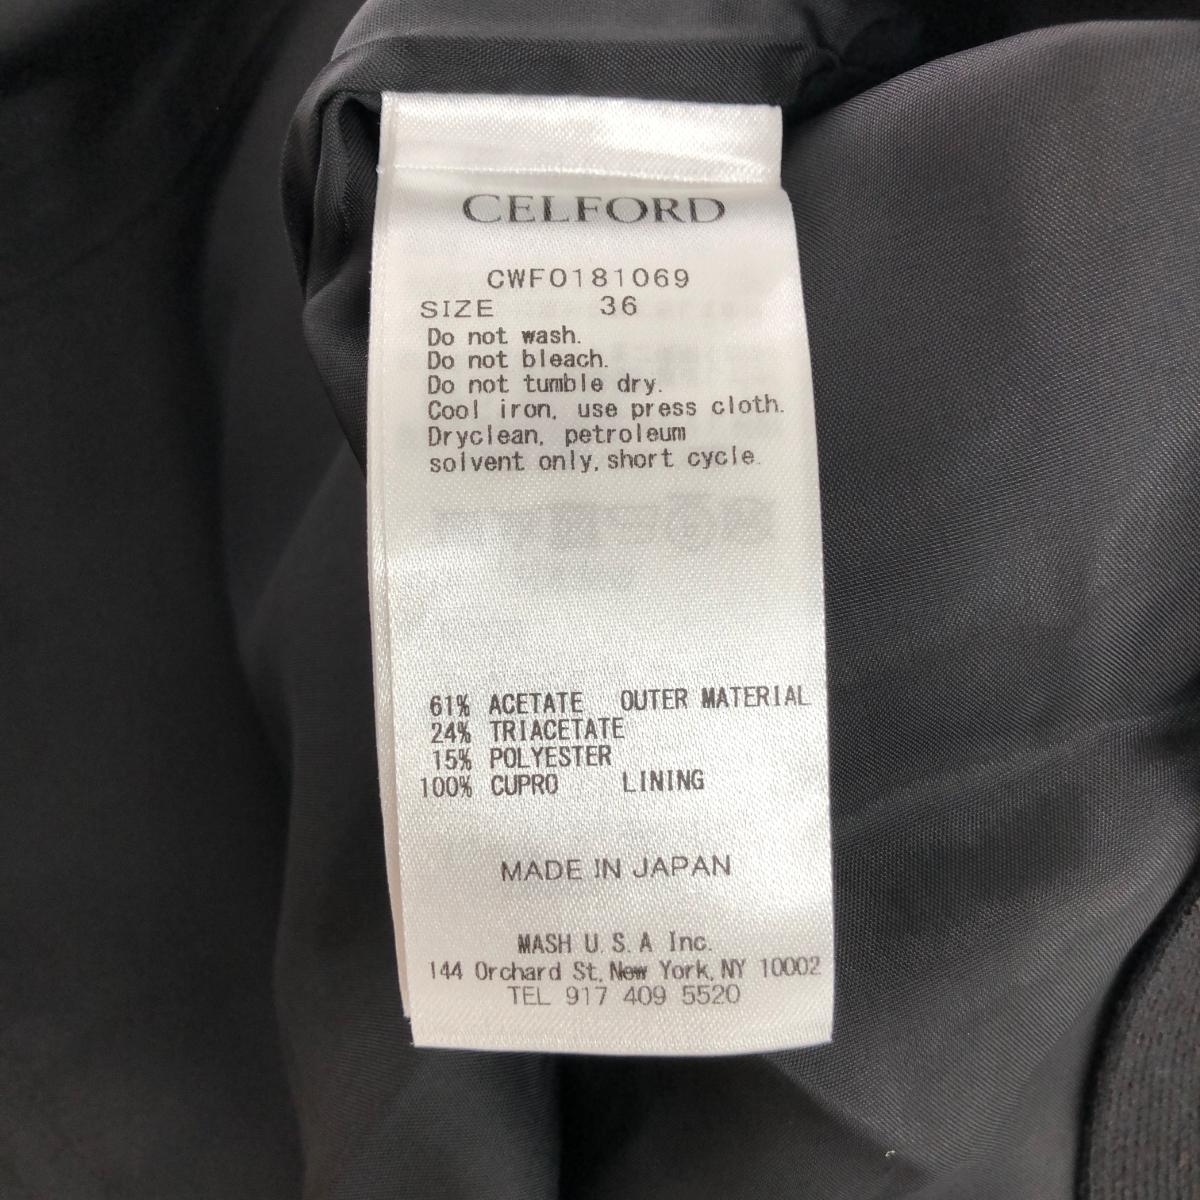 CELFORD
CWFO181069
SIZE 36
Do not wash.
Do not bleach.
Do not tumble dry.
Cool iron, use press cloth.
Dryclean, petroleum
solvent only, short cycle.
61% ACETATE OUTER MATERIAL
24% TRIACETATE
15% POLYESTER
100% CUPRO LINING
MADE IN JAPAN
MASH U.S.A Inc.
144 Orchard St, New York, NY 10002
TEL 917 409 5520